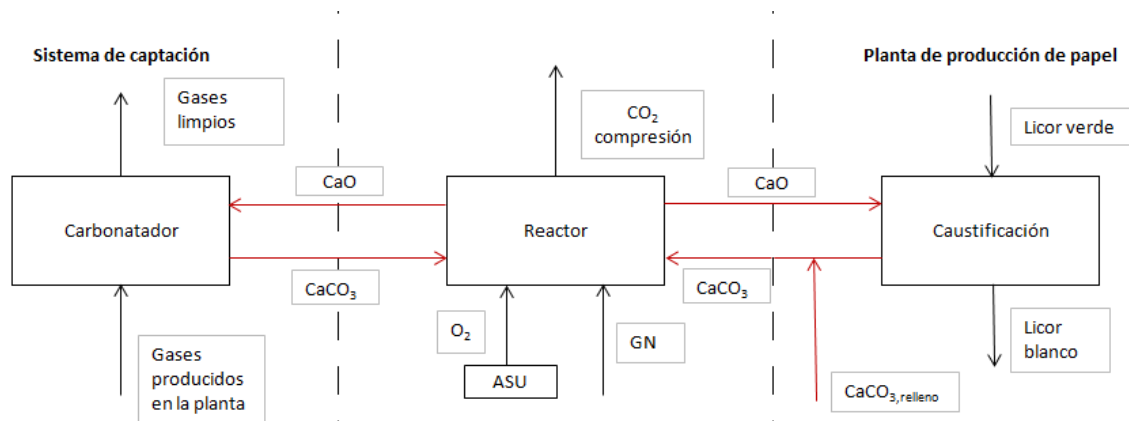 Sistema de captación
Planta de producción de papel
Gases
limpios
CO₂
compresión
Licor verde
CaO
CaO
Carbonatador
Reactor
Caustificación
CaCO₃
CaCO₃
O₂
GN
Licor
blanco
Gases
producidos
en la planta
ASU
CaCO₃,relleno